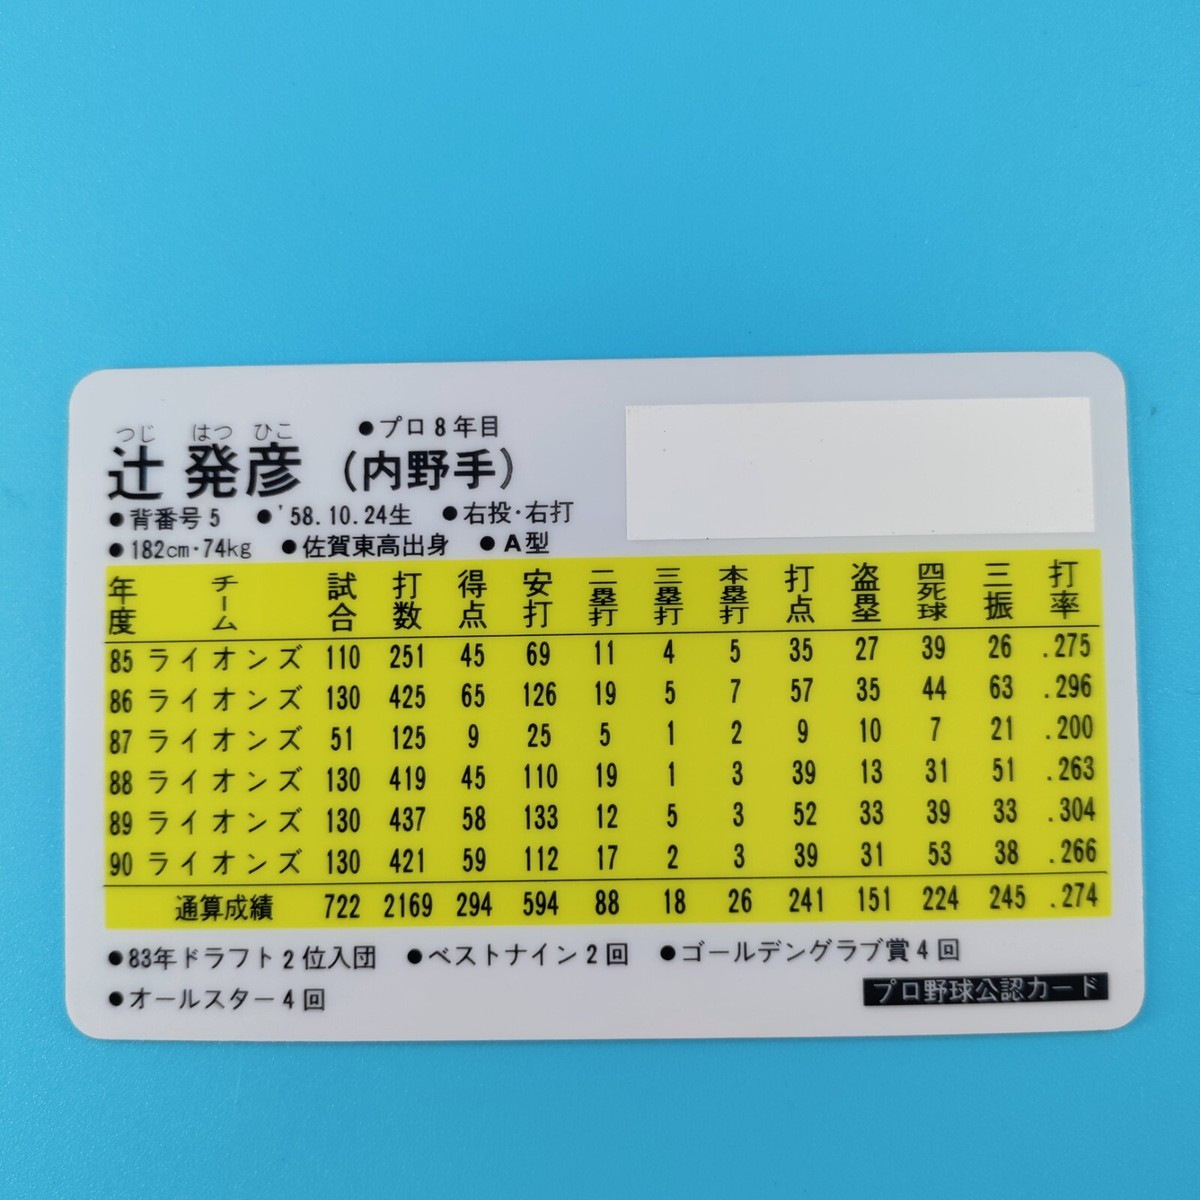 つじ はつ ひこ
辻 発彦 (内野手) ●プロ8年目
●背番号5 ●'58.10.24生 ●右投・右打
●182cm・74kg ●佐賀東高出身 ●A型
年度 チーム 試合 打数 得点 安打 二塁打 三塁打 本塁打 打点 盗塁 四死球 三振 打率
85 ライオンズ 110 251 45 69 11 4 5 35 27 39 26 .275
86 ライオンズ 130 425 65 126 19 5 7 57 35 44 63 .296
87 ライオンズ 51 125 9 25 5 1 2 9 10 7 21 .200
88 ライオンズ 130 419 45 110 19 1 3 39 13 31 51 .263
89 ライオンズ 130 437 58 133 12 5 3 52 33 39 33 .304
90 ライオンズ 130 421 59 112 17 2 3 39 31 53 38 .266
通算成績 722 2169 294 594 88 18 26 241 151 224 245 .274
●83年ドラフト2位入団 ●ベストナイン2回 ●ゴールデングラブ賞4回
●オールスター4回
プロ野球公認カード